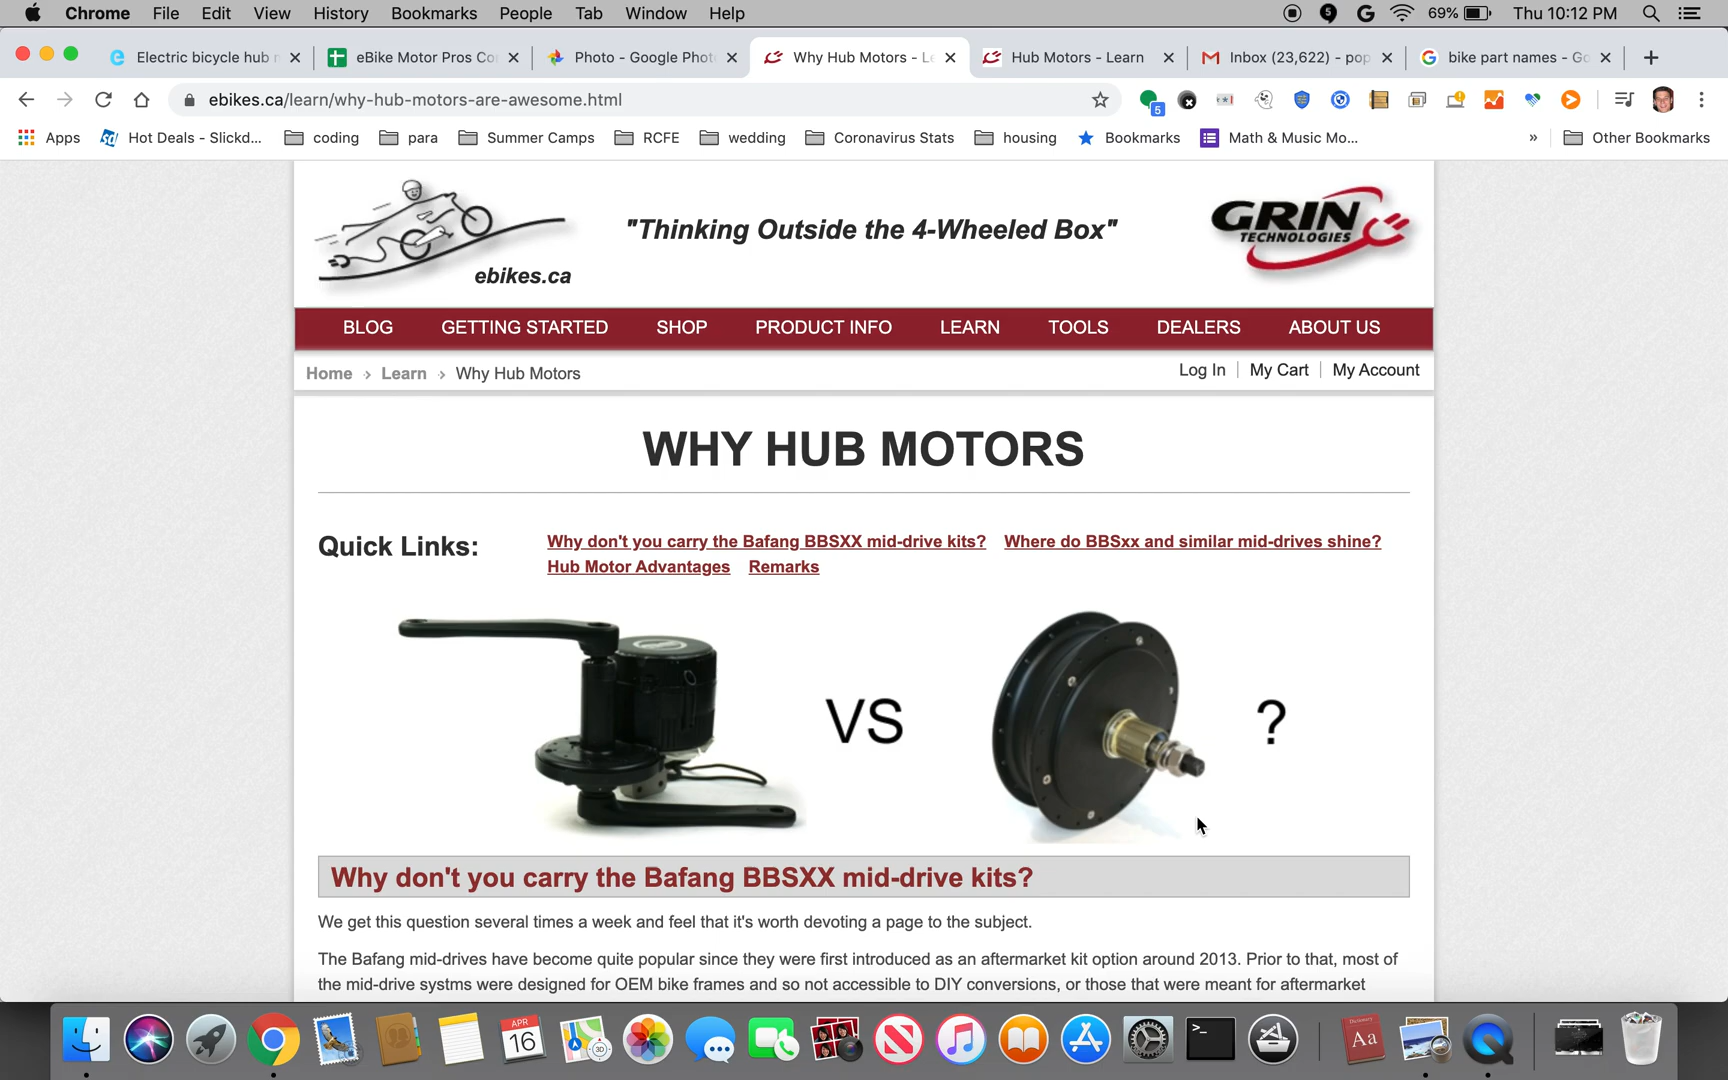 Chrome File Edit View History Bookmarks People Tab Window Help 69% Thu 10:12 PM
Electric bicycle hub eBike Motor Pros Co Photo - Google Phot Why Hub Motors - Le Hub Motors - Learn Inbox (23,622) - pop bike part names - Go
ebikes.ca/learn/why-hub-motors-are-awesome.html
Apps Hot Deals - Slickd... coding para Summer Camps RCFE wedding Coronavirus Stats housing Bookmarks Math & Music Mo... » Other Bookmarks
"Thinking Outside the 4-Wheeled Box"
GRIN
TECHNOLOGIES
ebikes.ca
BLOG GETTING STARTED SHOP PRODUCT INFO LEARN TOOLS DEALERS ABOUT US
Home › Learn › Why Hub Motors Log In | My Cart | My Account
WHY HUB MOTORS
Quick Links: Why don't you carry the Bafang BBSXX mid-drive kits? Where do BBSxx and similar mid-drives shine?
Hub Motor Advantages Remarks
VS ?
Why don't you carry the Bafang BBSXX mid-drive kits?
We get this question several times a week and feel that it's worth devoting a page to the subject.
The Bafang mid-drives have become quite popular since they were first introduced as an aftermarket kit option around 2013. Prior to that, most of
the mid-drive systms were designed for OEM bike frames and so not accessible to DIY conversions, or those that were meant for aftermarket
APR
16
3D
Aa